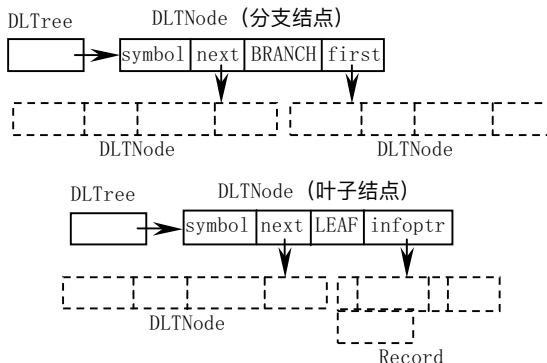 DLTree
DLTNode (分支结点)
symbol next BRANCH first
DLTNode
DLTNode
DLTree
DLTNode (叶子结点)
symbol next LEAF infoptr
DLTNode
Record